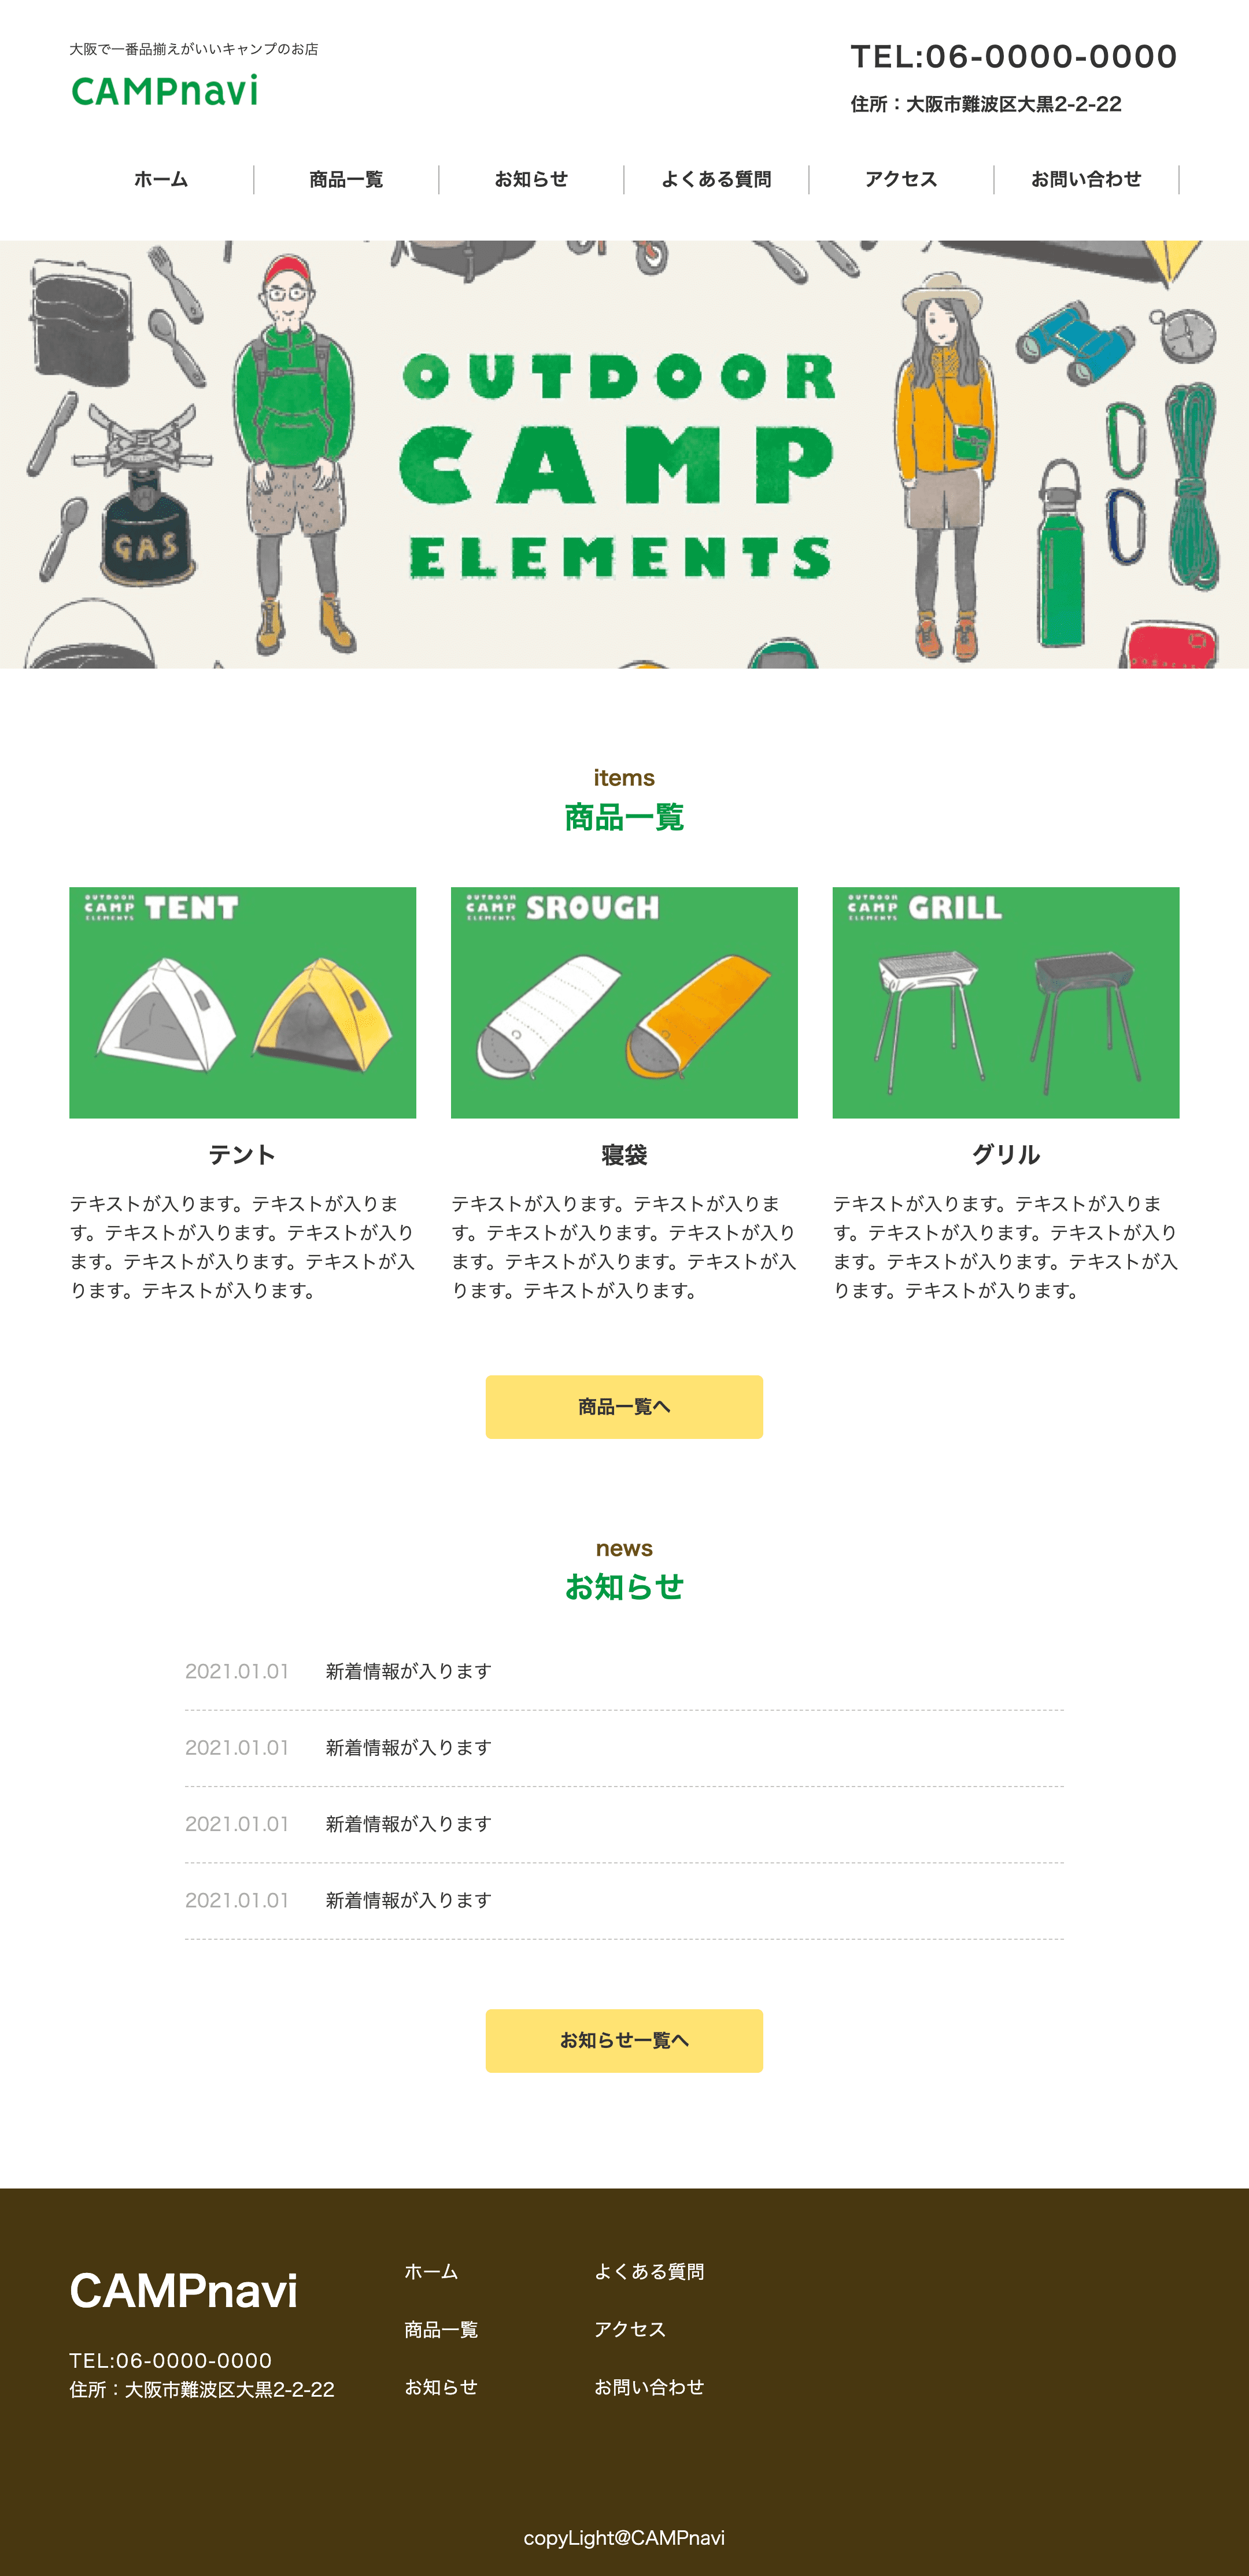 大阪で一番品揃えがいいキャンプのお店
CAMPnavi
TEL:06-0000-0000
住所：大阪市難波区大黒2-2-22
ホーム
商品一覧
お知らせ
よくある質問
アクセス
お問い合わせ
OUTDOOR
CAMP
ELEMENTS
GAS
items
商品一覧
OUTDOOR
CAMP
ELEMENTS
TENT
OUTDOOR
CAMP
ELEMENTS
SROUGH
OUTDOOR
CAMP
ELEMENTS
GRILL
テント
テキストが入ります。テキストが入りま
す。テキストが入ります。テキストが入り
ます。テキストが入ります。テキストが入
ります。テキストが入ります。
寝袋
テキストが入ります。テキストが入りま
す。テキストが入ります。テキストが入り
ます。テキストが入ります。テキストが入
ります。テキストが入ります。
グリル
テキストが入ります。テキストが入りま
す。テキストが入ります。テキストが入り
ます。テキストが入ります。テキストが入
ります。テキストが入ります。
商品一覧へ
news
お知らせ
2021.01.01 新着情報が入ります
2021.01.01 新着情報が入ります
2021.01.01 新着情報が入ります
2021.01.01 新着情報が入ります
お知らせ一覧へ
CAMPnavi
TEL:06-0000-0000
住所：大阪市難波区大黒2-2-22
ホーム
商品一覧
お知らせ
よくある質問
アクセス
お問い合わせ
copyLight@CAMPnavi